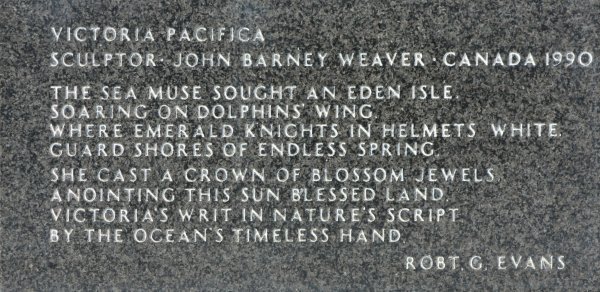 VICTORIA PACIFICA
SCULPTOR · JOHN BARNEY WEAVER · CANADA 1990
THE SEA MUSE SOUGHT AN EDEN ISLE.
SOARING ON DOLPHINS' WING.
WHERE EMERALD KNIGHTS IN HELMETS WHITE.
GUARD SHORES OF ENDLESS SPRING.
SHE CAST A CROWN OF BLOSSOM JEWELS
ANOINTING THIS SUN BLESSED LAND.
VICTORIA'S WRIT IN NATURE'S SCRIPT
BY THE OCEAN'S TIMELESS HAND.
ROBT. G. EVANS